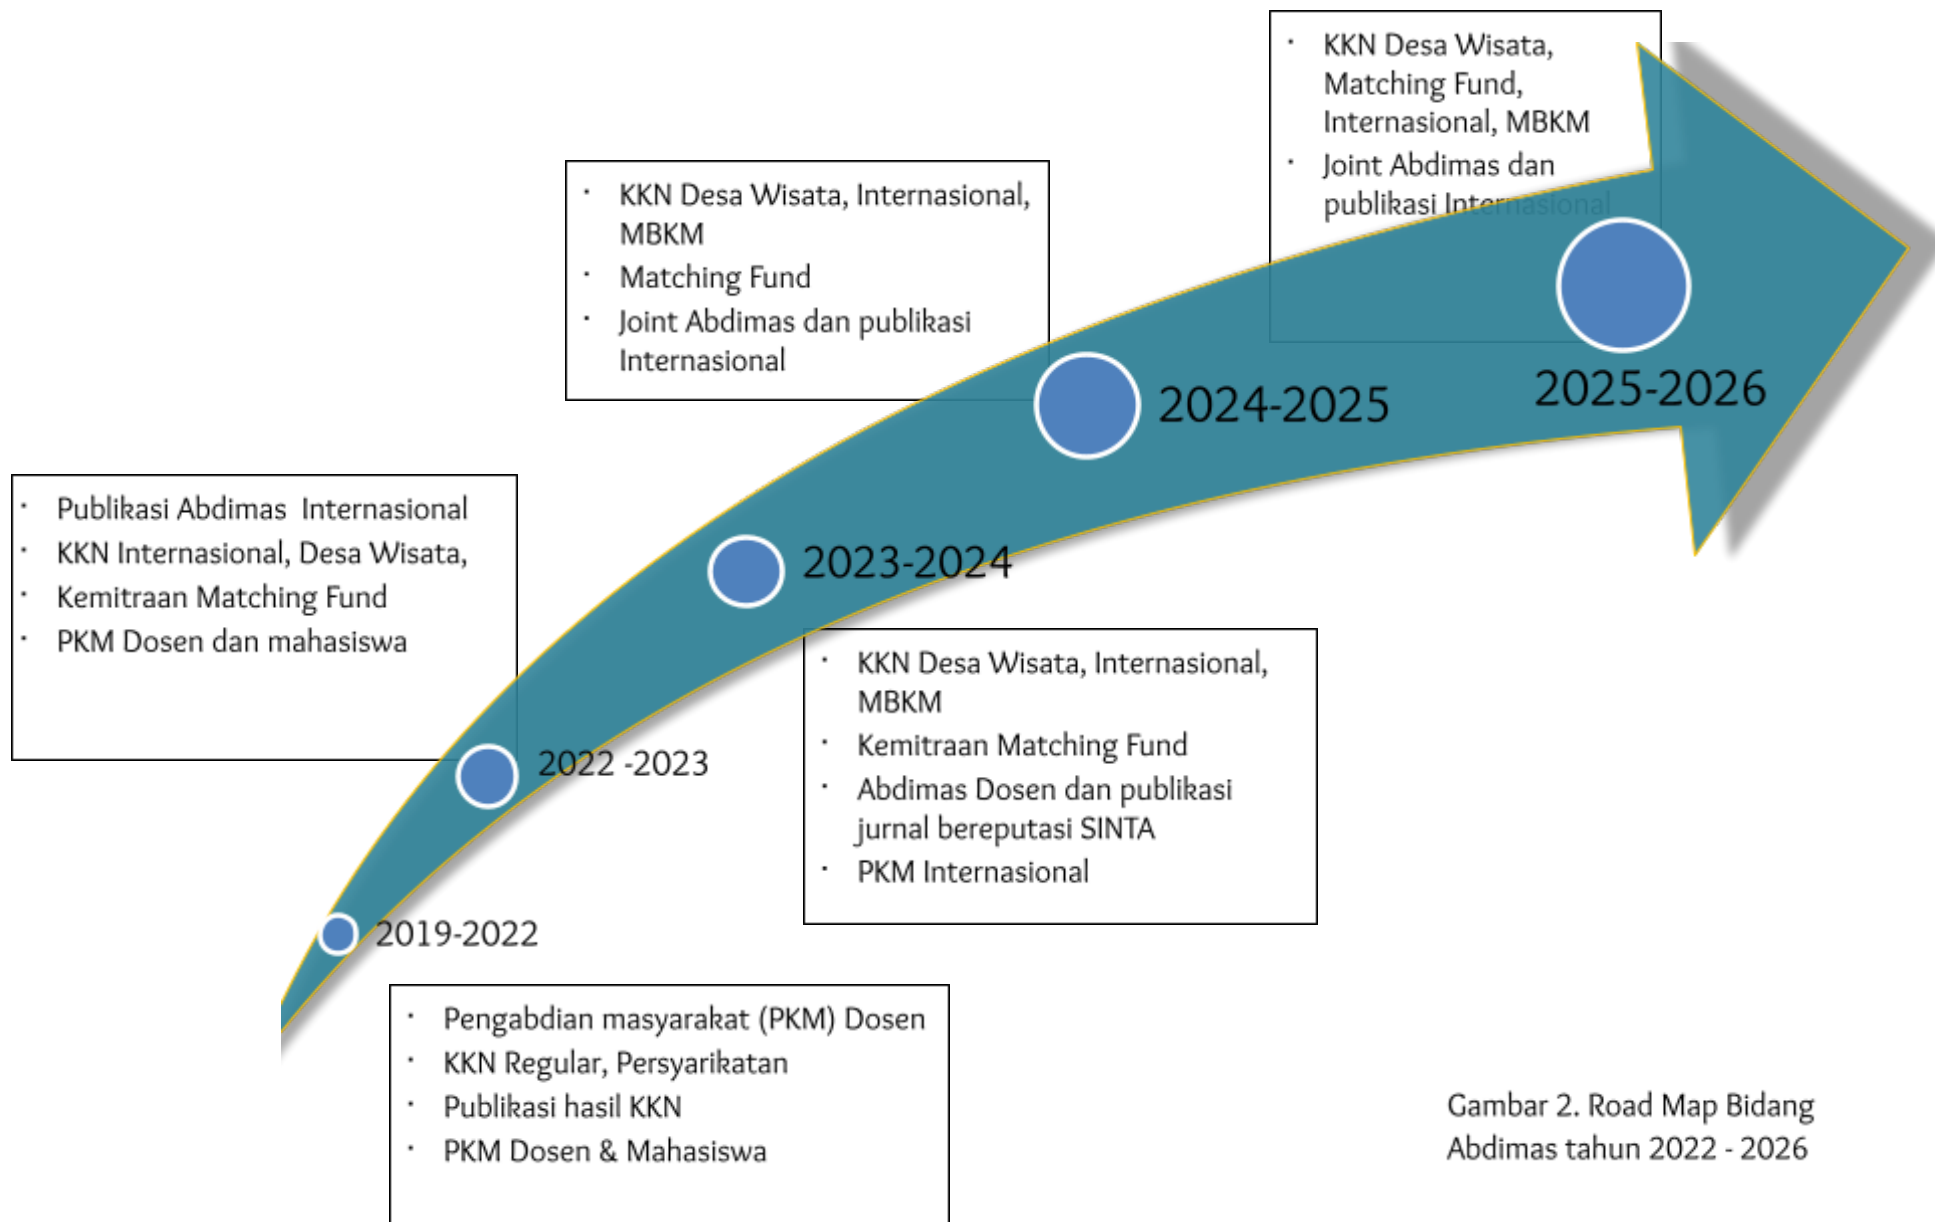 KKN Desa Wisata,
Matching Fund,
Internasional, MBKM
Joint Abdimas dan
publikasi Internasional
KKN Desa Wisata, Internasional,
MBKM
Matching Fund
Joint Abdimas dan publikasi
Internasional
2025-2026
2024-2025
Publikasi Abdimas Internasional
KKN Internasional, Desa Wisata,
Kemitraan Matching Fund
PKM Dosen dan mahasiswa
2023-2024
KKN Desa Wisata, Internasional,
MBKM
Kemitraan Matching Fund
Abdimas Dosen dan publikasi
jurnal bereputasi SINTA
PKM Internasional
2022 -2023
2019-2022
Pengabdian masyarakat (PKM) Dosen
KKN Regular, Persyarikatan
Publikasi hasil KKN
PKM Dosen & Mahasiswa
Gambar 2. Road Map Bidang
Abdimas tahun 2022 - 2026